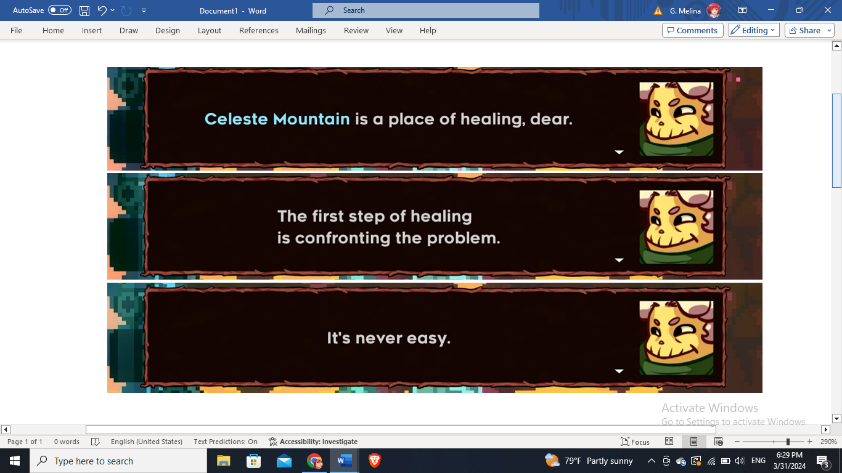 AutoSave Off Document1 - Word Search G. Melina
File Home Insert Draw Design Layout References Mailings Review View Help Comments Editing Share
Celeste Mountain is a place of healing, dear.
The first step of healing
is confronting the problem.
It's never easy.
Activate Windows
Go to Settings to activate Windows.
Page 1 of 1 0 words English (United States) Text Predictions: On Accessibility: Investigate Focus 290%
Type here to search 79°F Partly sunny ENG 6:29 PM
3/31/2024 3